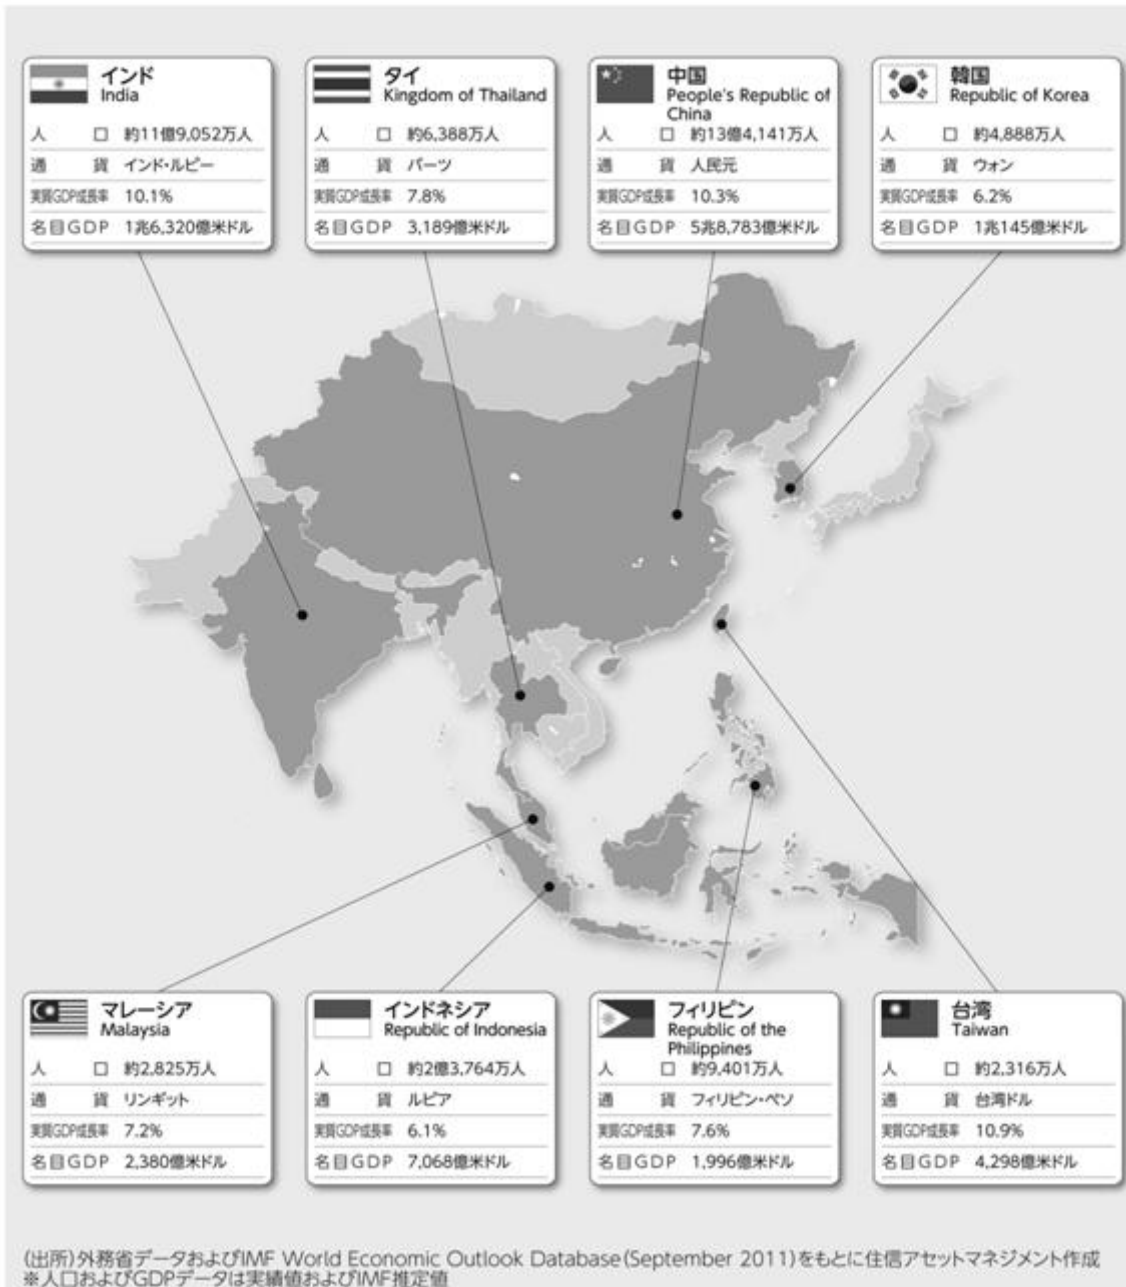 インド
India
人口 約11億9,052万人
通貨 インド・ルピー
実質GDP成長率 10.1%
名目GDP 1兆6,320億米ドル
タイ
Kingdom of Thailand
人口 約6,388万人
通貨 バーツ
実質GDP成長率 7.8%
名目GDP 3,189億米ドル
中国
People's Republic of
China
人口 約13億4,141万人
通貨 人民元
実質GDP成長率 10.3%
名目GDP 5兆8,783億米ドル
韓国
Republic of Korea
人口 約4,888万人
通貨 ウォン
実質GDP成長率 6.2%
名目GDP 1兆145億米ドル
マレーシア
Malaysia
人口 約2,825万人
通貨 リンギット
実質GDP成長率 7.2%
名目GDP 2,380億米ドル
インドネシア
Republic of Indonesia
人口 約2億3,764万人
通貨 ルピア
実質GDP成長率 6.1%
名目GDP 7,068億米ドル
フィリピン
Republic of the
Philippines
人口 約9,401万人
通貨 フィリピン・ペソ
実質GDP成長率 7.6%
名目GDP 1,996億米ドル
台湾
Taiwan
人口 約2,316万人
通貨 台湾ドル
実質GDP成長率 10.9%
名目GDP 4,298億米ドル
(出所)外務省データおよびIMF World Economic Outlook Database(September 2011)をもとに住信アセットマネジメント作成
※人口およびGDPデータは実績値およびIMF推定値